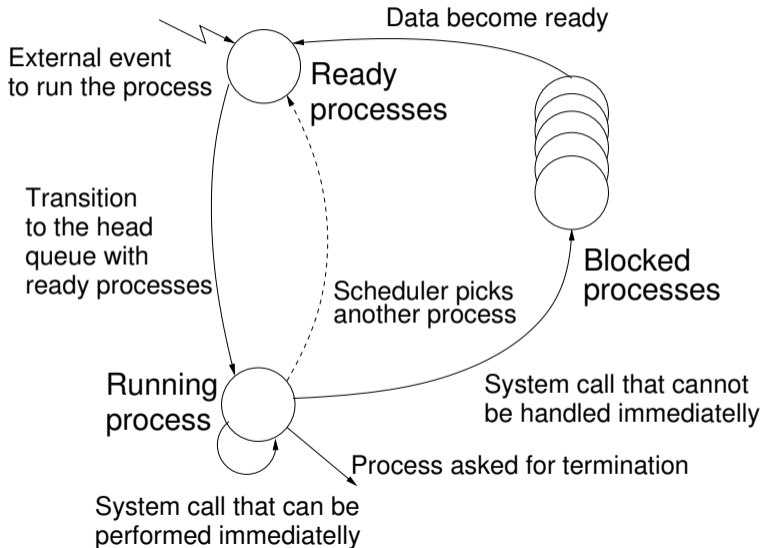 Data become ready
External event
to run the process
Ready
processes
Transition
to the head
queue with
ready processes
Scheduler picks
another process
Blocked
processes
Running
process
System call that cannot
be handled immediatelly
Process asked for termination
System call that can be
performed immediatelly